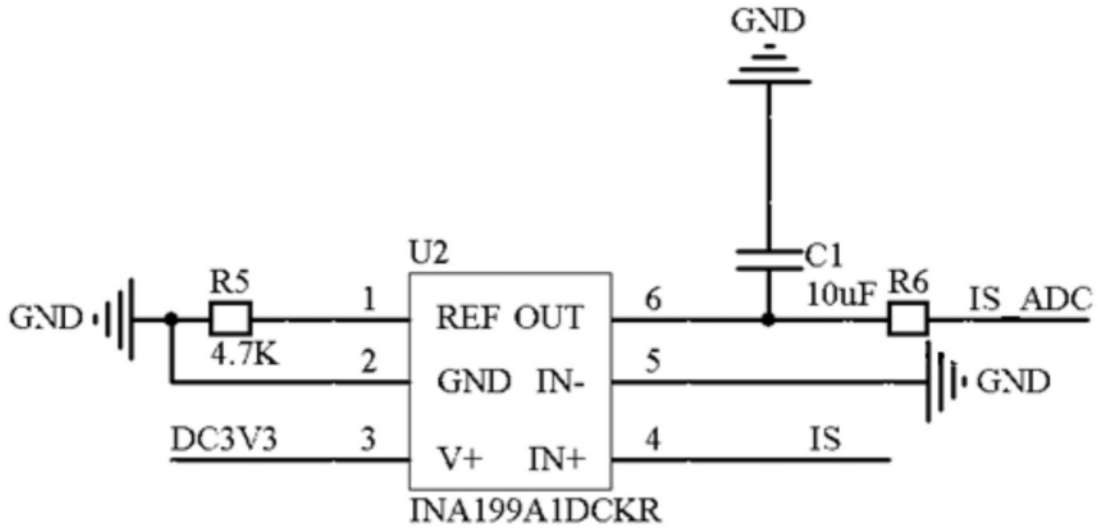 GND
U2
C1
10uF
R5
4.7K
GND
1
REF
OUT
6
R6
IS_ADC
2
GND
IN-
5
GND
DC3V3
3
V+
IN+
4
IS
INA199A1DCKR